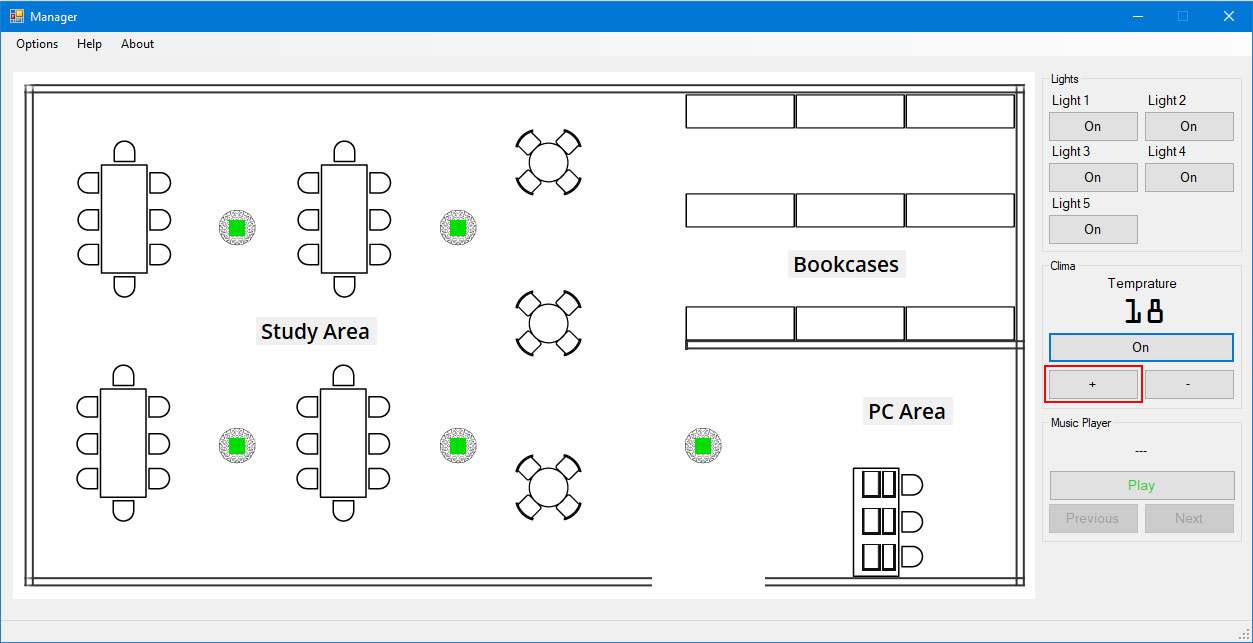 Manager
Options Help About
Study Area
Bookcases
PC Area
Lights
Light 1 Light 2
On On
Light 3 Light 4
On On
Light 5
On
Clima
Temprature
18
On
+ -
Music Player
---
Play
Previous Next